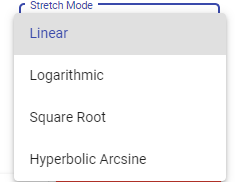 Stretch Mode
Linear
Logarithmic
Square Root
Hyperbolic Arcsine